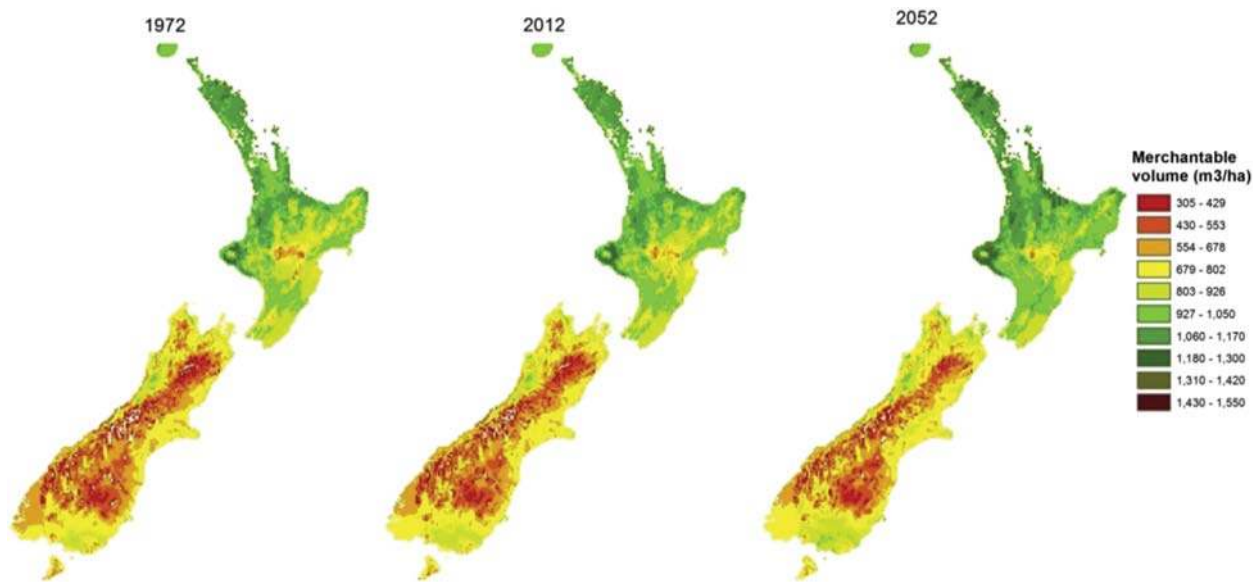 1972
2012
2052
Merchantable
volume (m3/ha)
305 - 429
430 - 553
554 - 678
679 - 802
803 - 926
927 - 1,050
1,060 - 1,170
1,180 - 1,300
1,310 - 1,420
1,430 - 1,550